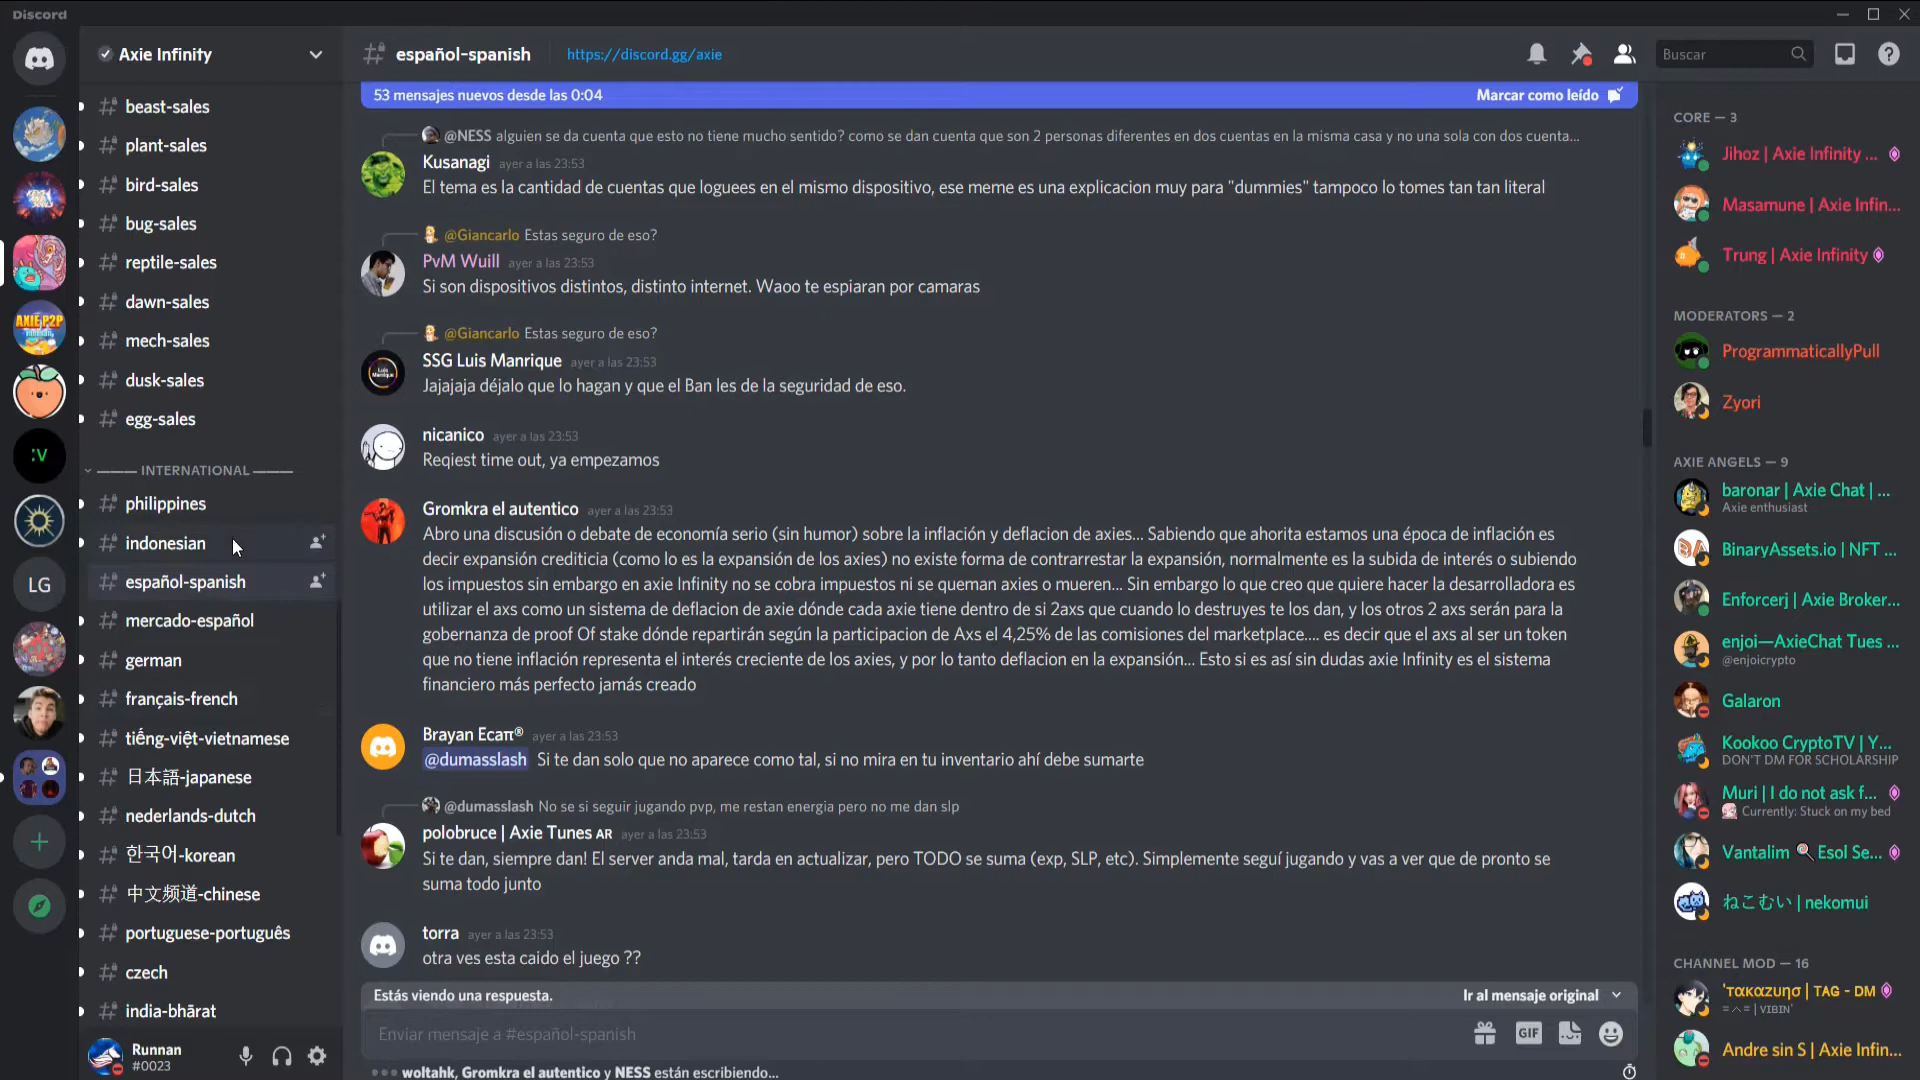 Discord
Axie Infinity
beast-sales
plant-sales
bird-sales
bug-sales
reptile-sales
dawn-sales
mech-sales
dusk-sales
egg-sales
INTERNATIONAL
philippines
indonesian
español-spanish
mercado-español
german
français-french
tiếng-việt-vietnamese
日本語-japanese
nederlands-dutch
한국어-korean
中文频道-chinese
portuguese-português
czech
india-bhārat
AXIE P2P
:V
LG
Runnan
#0023
español-spanish
https://discord.gg/axie
Buscar
53 mensajes nuevos desde las 0:04
Marcar como leído
@NESS alguien se da cuenta que esto no tiene mucho sentido? como se dan cuenta que son 2 personas diferentes en dos cuentas en la misma casa y no una sola con dos cuenta...
Kusanagi ayer a las 23:53
El tema es la cantidad de cuentas que loguees en el mismo dispositivo, ese meme es una explicacion muy para "dummies" tampoco lo tomes tan tan literal
@Giancarlo Estas seguro de eso?
PvM Wuill ayer a las 23:53
Si son dispositivos distintos, distinto internet. Waoo te espiaran por camaras
@Giancarlo Estas seguro de eso?
SSG Luis Manrique ayer a las 23:53
Jajajaja déjalo que lo hagan y que el Ban les de la seguridad de eso.
nicanico ayer a las 23:53
Reqiest time out, ya empezamos
Gromkra el autentico ayer a las 23:53
Abro una discusión o debate de economía serio (sin humor) sobre la inflación y deflacion de axies... Sabiendo que ahorita estamos una época de inflación es
decir expansión crediticia (como lo es la expansión de los axies) no existe forma de contrarrestar la expansión, normalmente es la subida de interés o subiendo
los impuestos sin embargo en axie Infinity no se cobra impuestos ni se queman axies o mueren... Sin embargo lo que creo que quiere hacer la desarrolladora es
utilizar el axs como un sistema de deflacion de axie dónde cada axie tiene dentro de si 2axs que cuando lo destruyes te los dan, y los otros 2 axs serán para la
gobernanza de proof Of stake dónde repartirán según la participacion de Axs el 4,25% de las comisiones del marketplace.... es decir que el axs al ser un token
que no tiene inflación representa el interés creciente de los axies, y por lo tanto deflacion en la expansión... Esto si es así sin dudas axie Infinity es el sistema
financiero más perfecto jamás creado
Brayan Ecaπ® ayer a las 23:53
@dumasslash Si te dan solo que no aparece como tal, si no mira en tu inventario ahí debe sumarte
@dumasslash No se si seguir jugando pvp, me restan energia pero no me dan slp
polobruce | Axie Tunes AR ayer a las 23:53
Si te dan, siempre dan! El server anda mal, tarda en actualizar, pero TODO se suma (exp, SLP, etc). Simplemente seguí jugando y vas a ver que de pronto se
suma todo junto
torra ayer a las 23:53
otra ves esta caido el juego ??
Estás viendo una respuesta.
Ir al mensaje original
Enviar mensaje a #español-spanish
GIF
woltahk, Gromkra el autentico y NESS están escribiendo...
CORE — 3
Jihoz | Axie Infinity ...
Masamune | Axie Infin...
Trung | Axie Infinity
MODERATORS — 2
ProgrammaticallyPull
Zyori
AXIE ANGELS — 9
baronar | Axie Chat | ...
Axie enthusiast
BinaryAssets.io | NFT ...
Enforcerj | Axie Broker...
enjoi—AxieChat Tues ...
@enjoicrypto
Galaron
Kookoo CryptoTV | Y...
DON'T DM FOR SCHOLARSHIP
Muri | I do not ask f...
Currently: Stuck on my bed
Vantalim 🔍 Esol Se...
ねこむい | nekomui
CHANNEL MOD — 16
'τακαzυησ | TAG - DM
= ヘ = | VIBIN'
Andre sin S | Axie Infin...